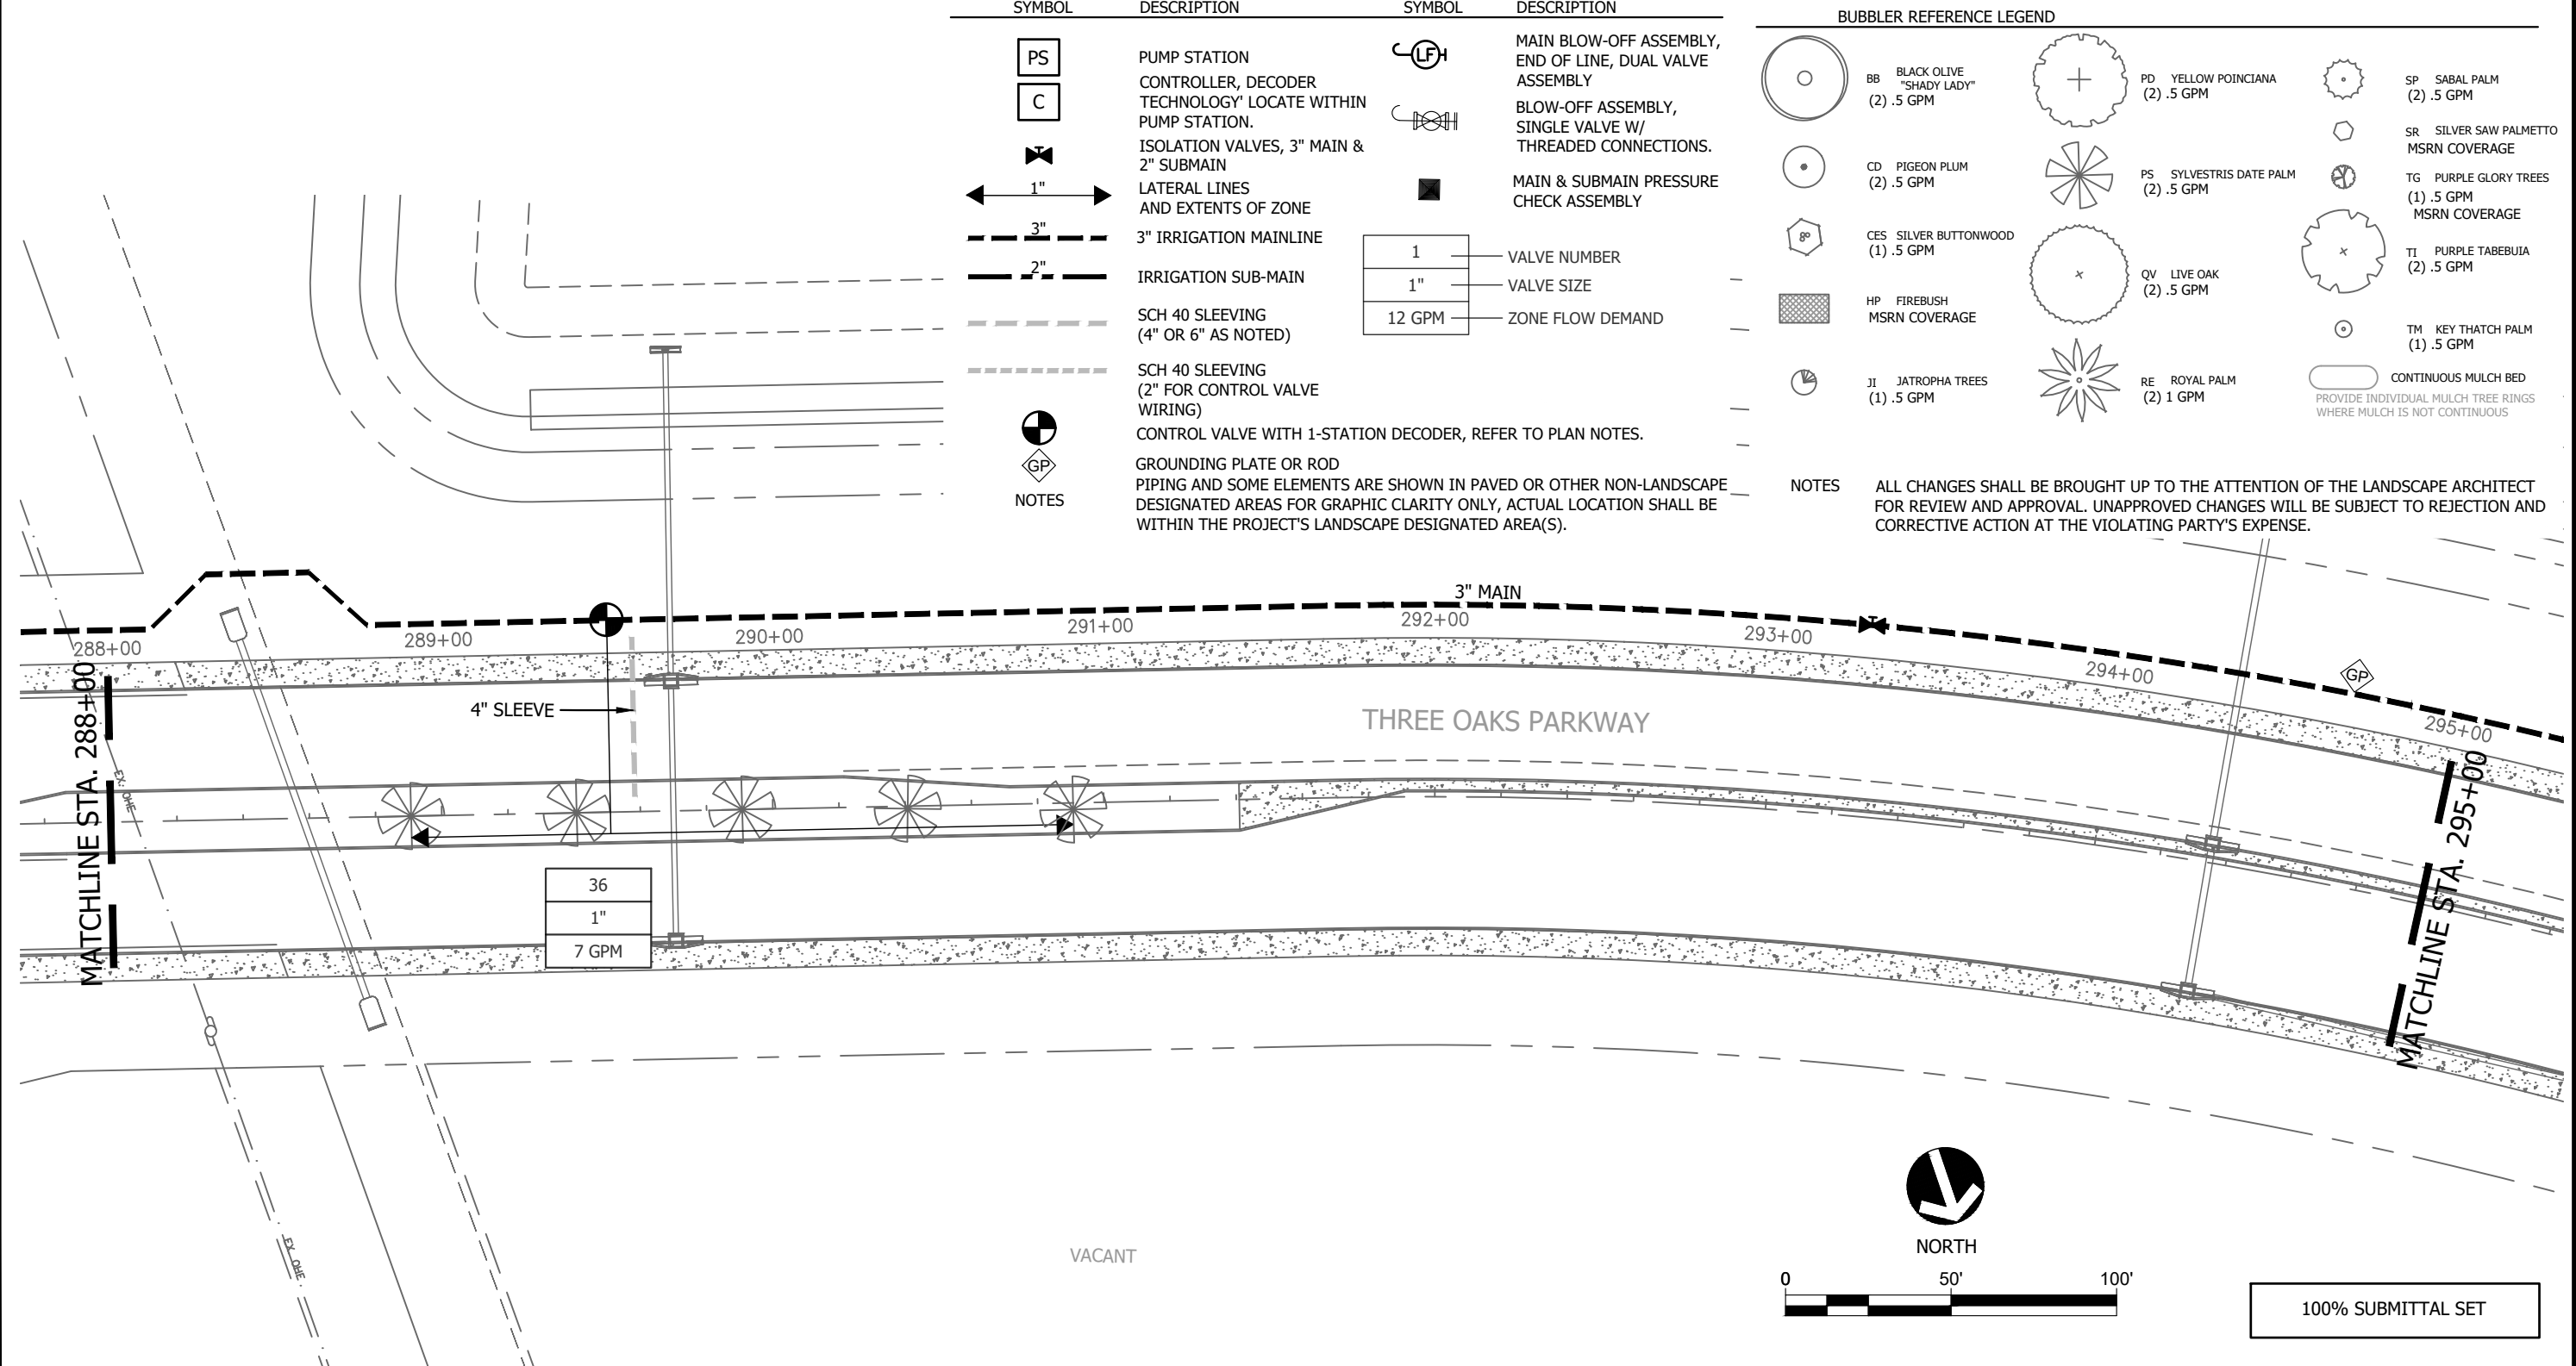 SYMBOL DESCRIPTION SYMBOL DESCRIPTION
PS
PUMP STATION
C
CONTROLLER, DECODER
TECHNOLOGY' LOCATE WITHIN
PUMP STATION.
ISOLATION VALVES, 3" MAIN &
2" SUBMAIN
1"
LATERAL LINES
AND EXTENTS OF ZONE
3"
3" IRRIGATION MAINLINE
2"
IRRIGATION SUB-MAIN
SCH 40 SLEEVING
(4" OR 6" AS NOTED)
SCH 40 SLEEVING
(2" FOR CONTROL VALVE
WIRING)
CONTROL VALVE WITH 1-STATION DECODER, REFER TO PLAN NOTES.
GP
GROUNDING PLATE OR ROD
NOTES
PIPING AND SOME ELEMENTS ARE SHOWN IN PAVED OR OTHER NON-LANDSCAPE
DESIGNATED AREAS FOR GRAPHIC CLARITY ONLY, ACTUAL LOCATION SHALL BE
WITHIN THE PROJECT'S LANDSCAPE DESIGNATED AREA(S).
LF
MAIN BLOW-OFF ASSEMBLY,
END OF LINE, DUAL VALVE
ASSEMBLY
BLOW-OFF ASSEMBLY,
SINGLE VALVE W/
THREADED CONNECTIONS.
MAIN & SUBMAIN PRESSURE
CHECK ASSEMBLY
1 VALVE NUMBER
1" VALVE SIZE
12 GPM ZONE FLOW DEMAND
BUBBLER REFERENCE LEGEND
BB BLACK OLIVE
"SHADY LADY"
(2) .5 GPM
CD PIGEON PLUM
(2) .5 GPM
CES SILVER BUTTONWOOD
(1) .5 GPM
HP FIREBUSH
MSRN COVERAGE
JI JATROPHA TREES
(1) .5 GPM
PD YELLOW POINCIANA
(2) .5 GPM
PS SYLVESTRIS DATE PALM
(2) .5 GPM
QV LIVE OAK
(2) .5 GPM
RE ROYAL PALM
(2) 1 GPM
SP SABAL PALM
(2) .5 GPM
SR SILVER SAW PALMETTO
MSRN COVERAGE
TG PURPLE GLORY TREES
(1) .5 GPM
MSRN COVERAGE
TI PURPLE TABEBUIA
(2) .5 GPM
TM KEY THATCH PALM
(1) .5 GPM
CONTINUOUS MULCH BED
PROVIDE INDIVIDUAL MULCH TREE RINGS
WHERE MULCH IS NOT CONTINUOUS
NOTES
ALL CHANGES SHALL BE BROUGHT UP TO THE ATTENTION OF THE LANDSCAPE ARCHITECT
FOR REVIEW AND APPROVAL. UNAPPROVED CHANGES WILL BE SUBJECT TO REJECTION AND
CORRECTIVE ACTION AT THE VIOLATING PARTY'S EXPENSE.
3" MAIN
288+00
289+00
290+00
291+00
292+00
293+00
294+00
295+00
GP
4" SLEEVE
THREE OAKS PARKWAY
MATCHLINE STA. 288+00
MATCHLINE STA. 295+00
EX. OHE
36
1"
7 GPM
EX. OHE
VACANT
NORTH
0 50' 100'
100% SUBMITTAL SET